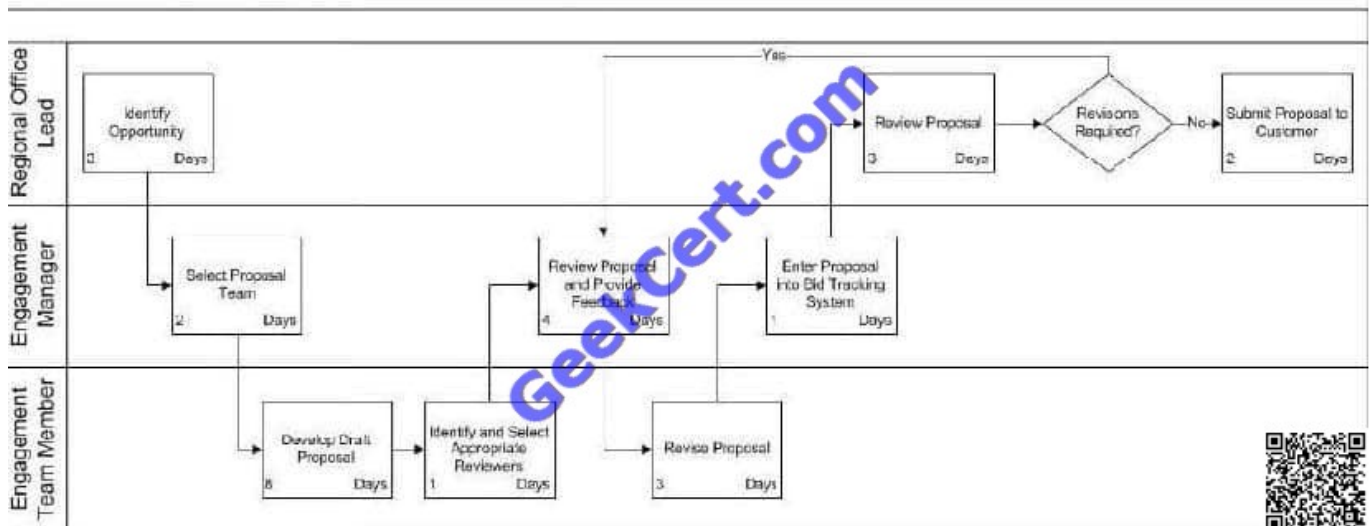 Regional Office
Lead
Identify
Opportunity
0 Days
Yes
Review Proposal
3 Days
Revisons
Required?
No
Submit Proposal to
Customer
2 Days
Engagement
Manager
Select Proposal
Team
2 Days
Review Proposal
and Provide
Feedback
4 Days
Enter Proposal
into Bid Tracking
System
1 Days
Engagement
Team Member
Develop Draft
Proposal
8 Days
Identify and Select
Appropriate
Reviewers
1 Days
Revise Proposal
3 Days
GeekCert.com